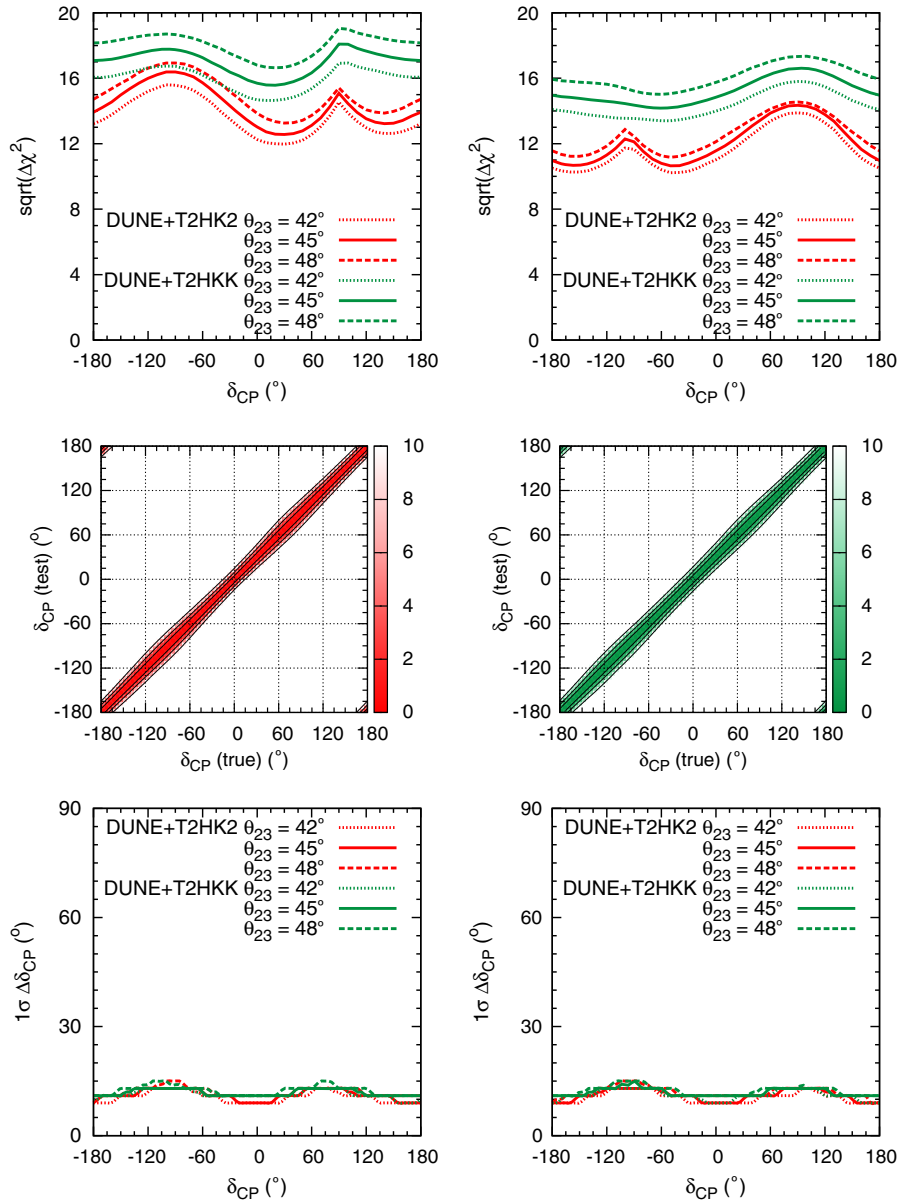 20
16
12
8
4
0
sqrt(Δχ²)
DUNE+T2HK2 θ₂₃ = 42°
θ₂₃ = 45°
θ₂₃ = 48°
DUNE+T2HKK θ₂₃ = 42°
θ₂₃ = 45°
θ₂₃ = 48°
-180 -120 -60 0 60 120 180
δCP (°)
20
16
12
8
4
0
sqrt(Δχ²)
DUNE+T2HK2 θ₂₃ = 42°
θ₂₃ = 45°
θ₂₃ = 48°
DUNE+T2HKK θ₂₃ = 42°
θ₂₃ = 45°
θ₂₃ = 48°
-180 -120 -60 0 60 120 180
δCP (°)
180
120
60
0
-60
-120
-180
δCP (test) (°)
-180 -120 -60 0 60 120 180
δCP (true) (°)
10
8
6
4
2
0
180
120
60
0
-60
-120
-180
δCP (test) (°)
-180 -120 -60 0 60 120 180
δCP (true) (°)
10
8
6
4
2
0
90
60
30
0
1σ ΔδCP (°)
DUNE+T2HK2 θ₂₃ = 42°
θ₂₃ = 45°
θ₂₃ = 48°
DUNE+T2HKK θ₂₃ = 42°
θ₂₃ = 45°
θ₂₃ = 48°
-180 -120 -60 0 60 120 180
δCP (°)
90
60
30
0
1σ ΔδCP (°)
DUNE+T2HK2 θ₂₃ = 42°
θ₂₃ = 45°
θ₂₃ = 48°
DUNE+T2HKK θ₂₃ = 42°
θ₂₃ = 45°
θ₂₃ = 48°
-180 -120 -60 0 60 120 180
δCP (°)